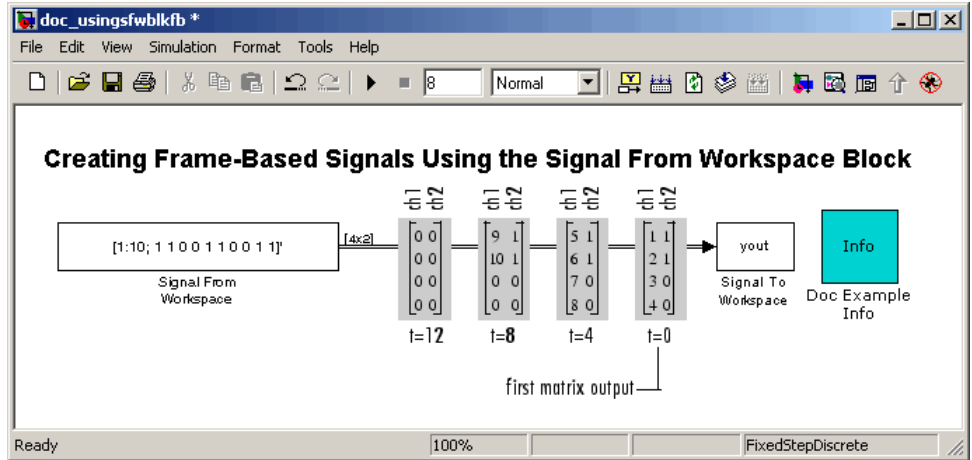 doc_usingsfwblkfb *
File Edit View Simulation Format Tools Help
8 Normal
Creating Frame-Based Signals Using the Signal From Workspace Block
ch1 ch2 ch1 ch2 ch1 ch2 ch1 ch2
[1:10; 1 1 0 0 1 1 0 0 1 1]' [4x2] yout Info
0 0 9 1 5 1 1 1
0 0 10 1 6 1 2 1
0 0 0 0 7 0 3 0
0 0 0 0 8 0 4 0
Signal From
Workspace
Signal To
Workspace
Doc Example
Info
t=12 t=8 t=4 t=0
first matrix output
Ready 100% FixedStepDiscrete